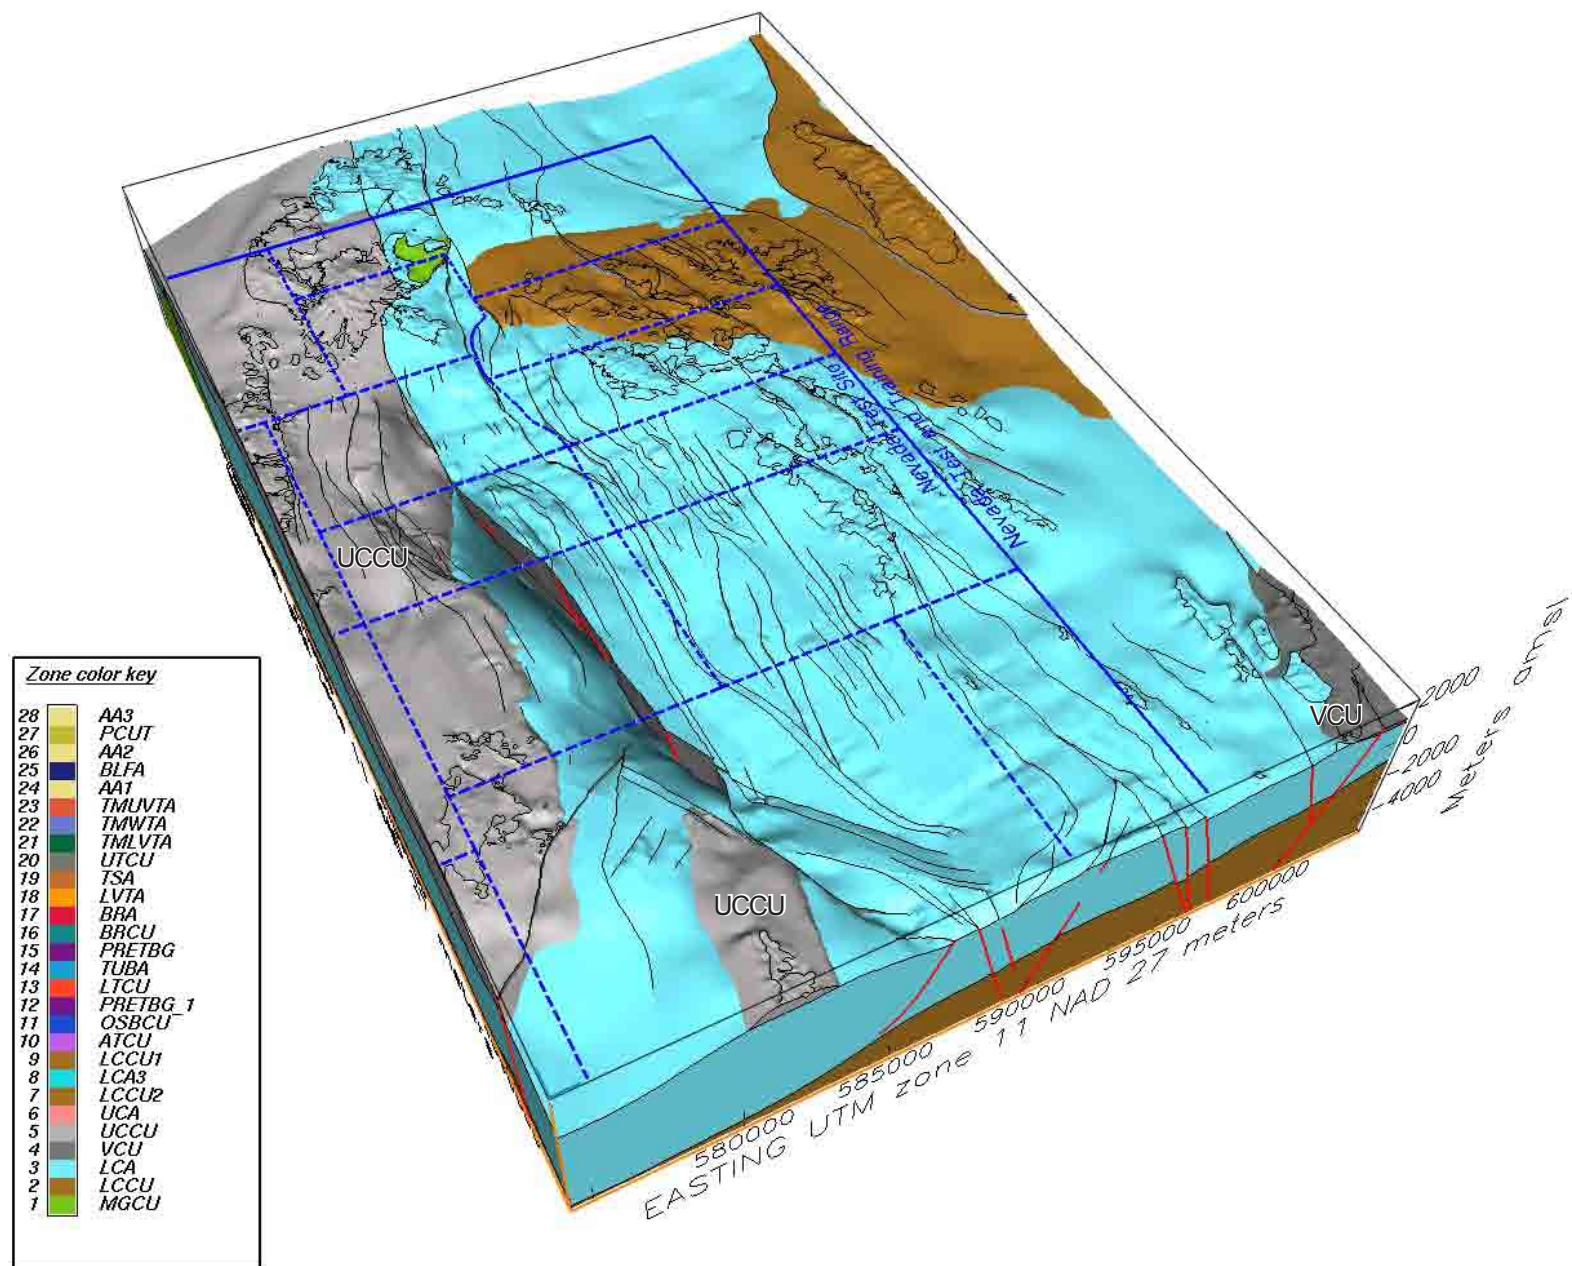 Nevada Test and Training Range
Nevada Test Site
UCCU
UCCU
VCU
2000
0
-2000
-4000
Meters amsl
580000
585000
590000
595000
600000
EASTING UTM zone 11 NAD 27 meters
Zone color key
28 AA3
27 PCUT
26 AA2
25 BLFA
24 AA1
23 TMUVTA
22 TMWTA
21 TMLVTA
20 UTCU
19 TSA
18 LVTA
17 BRA
16 BRCU
15 PRETBG
14 TUBA
13 LTCU
12 PRETBG_1
11 OSBCU
10 ATCU
9 LCCU1
8 LCA3
7 LCCU2
6 UCA
5 UCCU
4 VCU
3 LCA
2 LCCU
1 MGCU